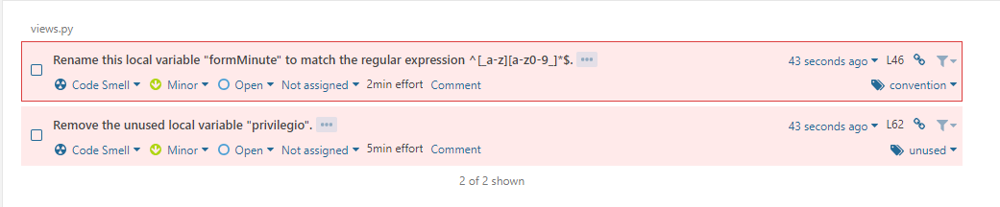 views.py
Rename this local variable "formMinute" to match the regular expression ^[_a-z][a-z0-9_]*$. ••• 43 seconds ago L46
Code Smell Minor Open Not assigned 2min effort Comment convention
Remove the unused local variable "privilegio". ••• 43 seconds ago L62
Code Smell Minor Open Not assigned 5min effort Comment unused
2 of 2 shown